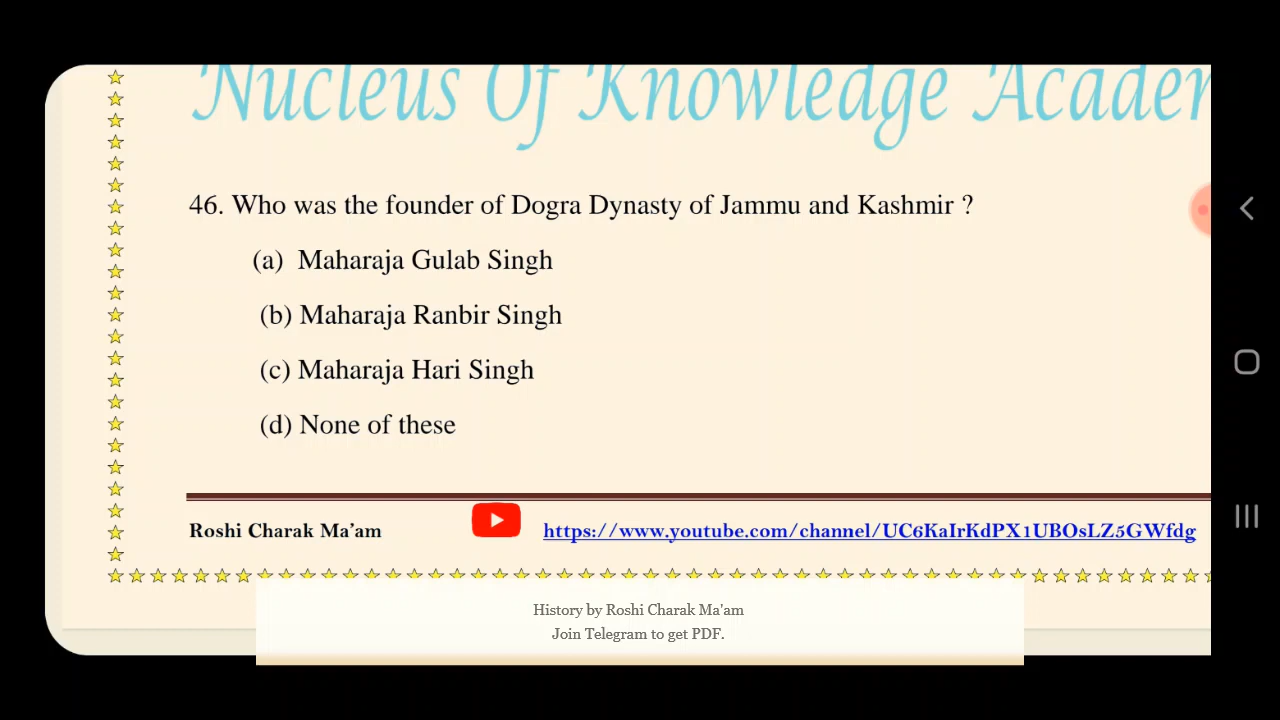 Nucleus Of Knowledge
46. Who was the founder of Dogra Dynasty of Jammu and Kashmir ?
(a) Maharaja Gulab Singh
(b) Maharaja Ranbir Singh
(c) Maharaja Hari Singh
(d) None of these
Roshi Charak Ma’am https://www.youtube.com/channel/UC6KaIrKdPX1UBOsLZ5GWfdg
History by Roshi Charak Ma'am
Join Telegram to get PDF.